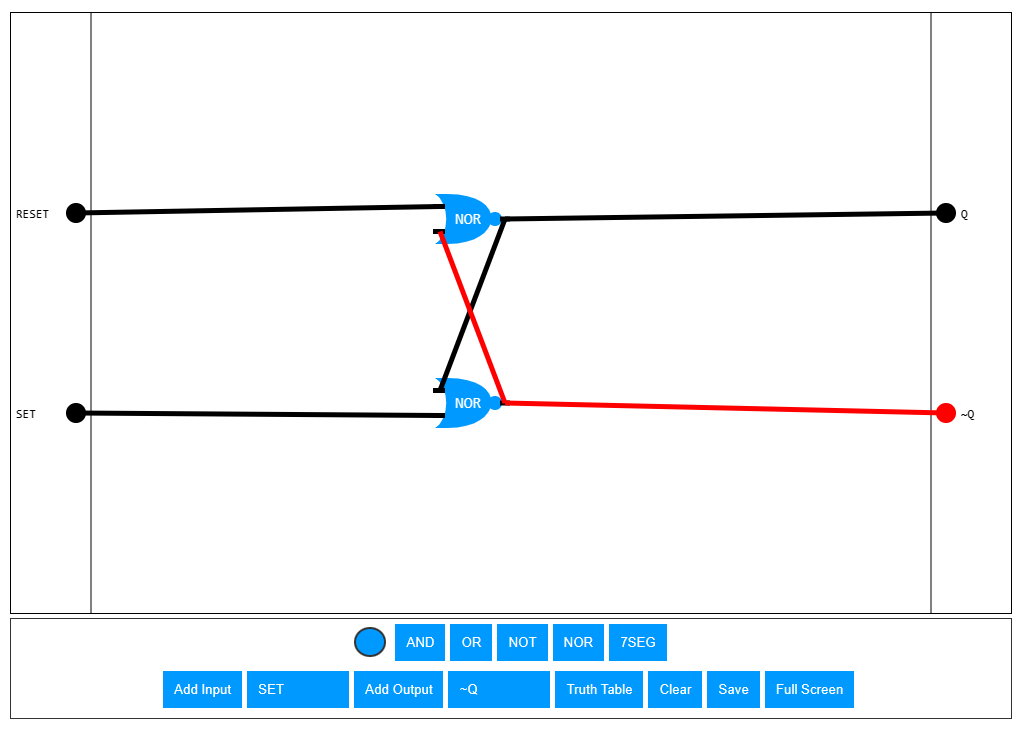 RESET
NOR
Q
SET
NOR
~Q
AND OR NOT NOR 7SEG
Add Input SET Add Output ~Q Truth Table Clear Save Full Screen